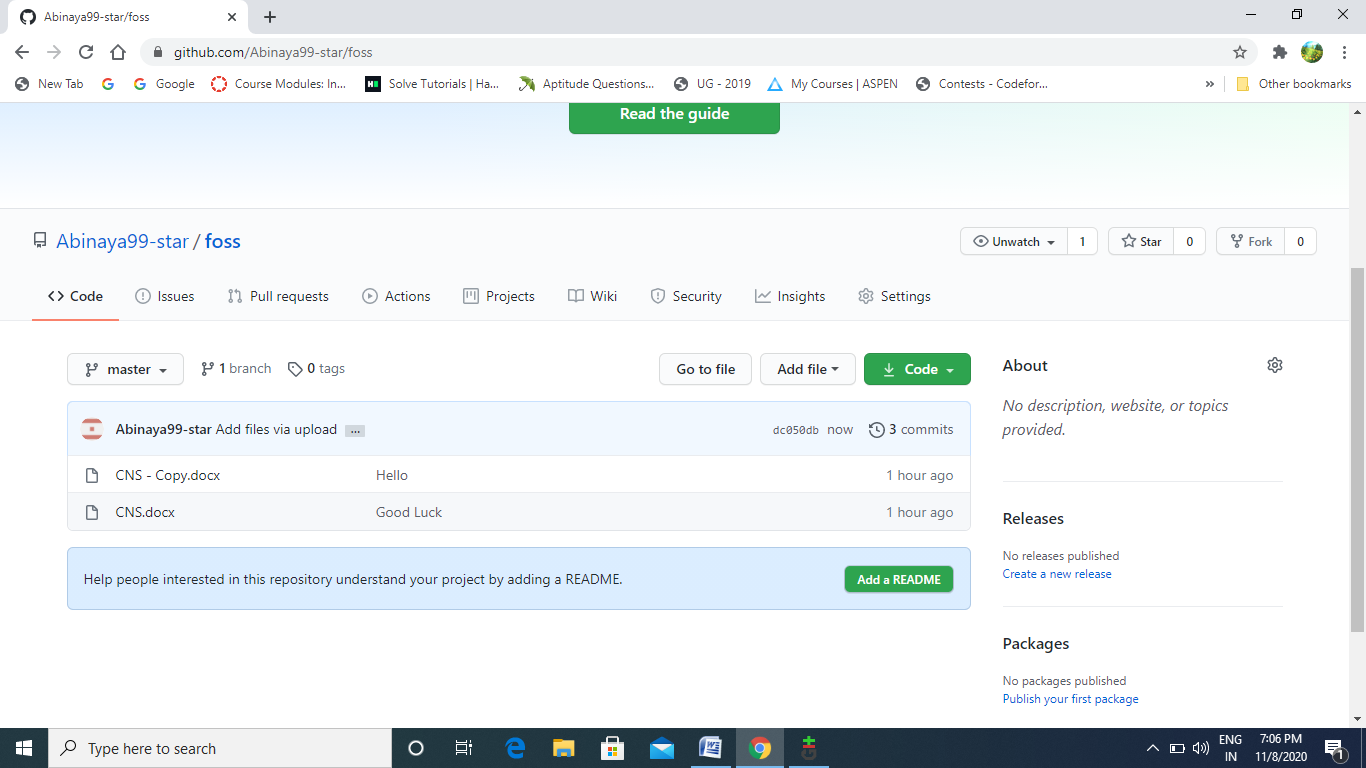 Abinaya99-star/foss
github.com/Abinaya99-star/foss
New Tab
Google
Course Modules: In...
Solve Tutorials | Ha...
Aptitude Questions...
UG - 2019
My Courses | ASPEN
Contests - Codefor...
»
Other bookmarks
Read the guide
Abinaya99-star / foss
Unwatch 1
Star 0
Fork 0
Code
Issues
Pull requests
Actions
Projects
Wiki
Security
Insights
Settings
master
1 branch
0 tags
Go to file
Add file
Code
Abinaya99-star Add files via upload ...
dc050db now 3 commits
CNS - Copy.docx Hello 1 hour ago
CNS.docx Good Luck 1 hour ago
Help people interested in this repository understand your project by adding a README.
Add a README
About
No description, website, or topics
provided.
Releases
No releases published
Create a new release
Packages
No packages published
Publish your first package
Type here to search
ENG
IN
7:06 PM
11/8/2020
1